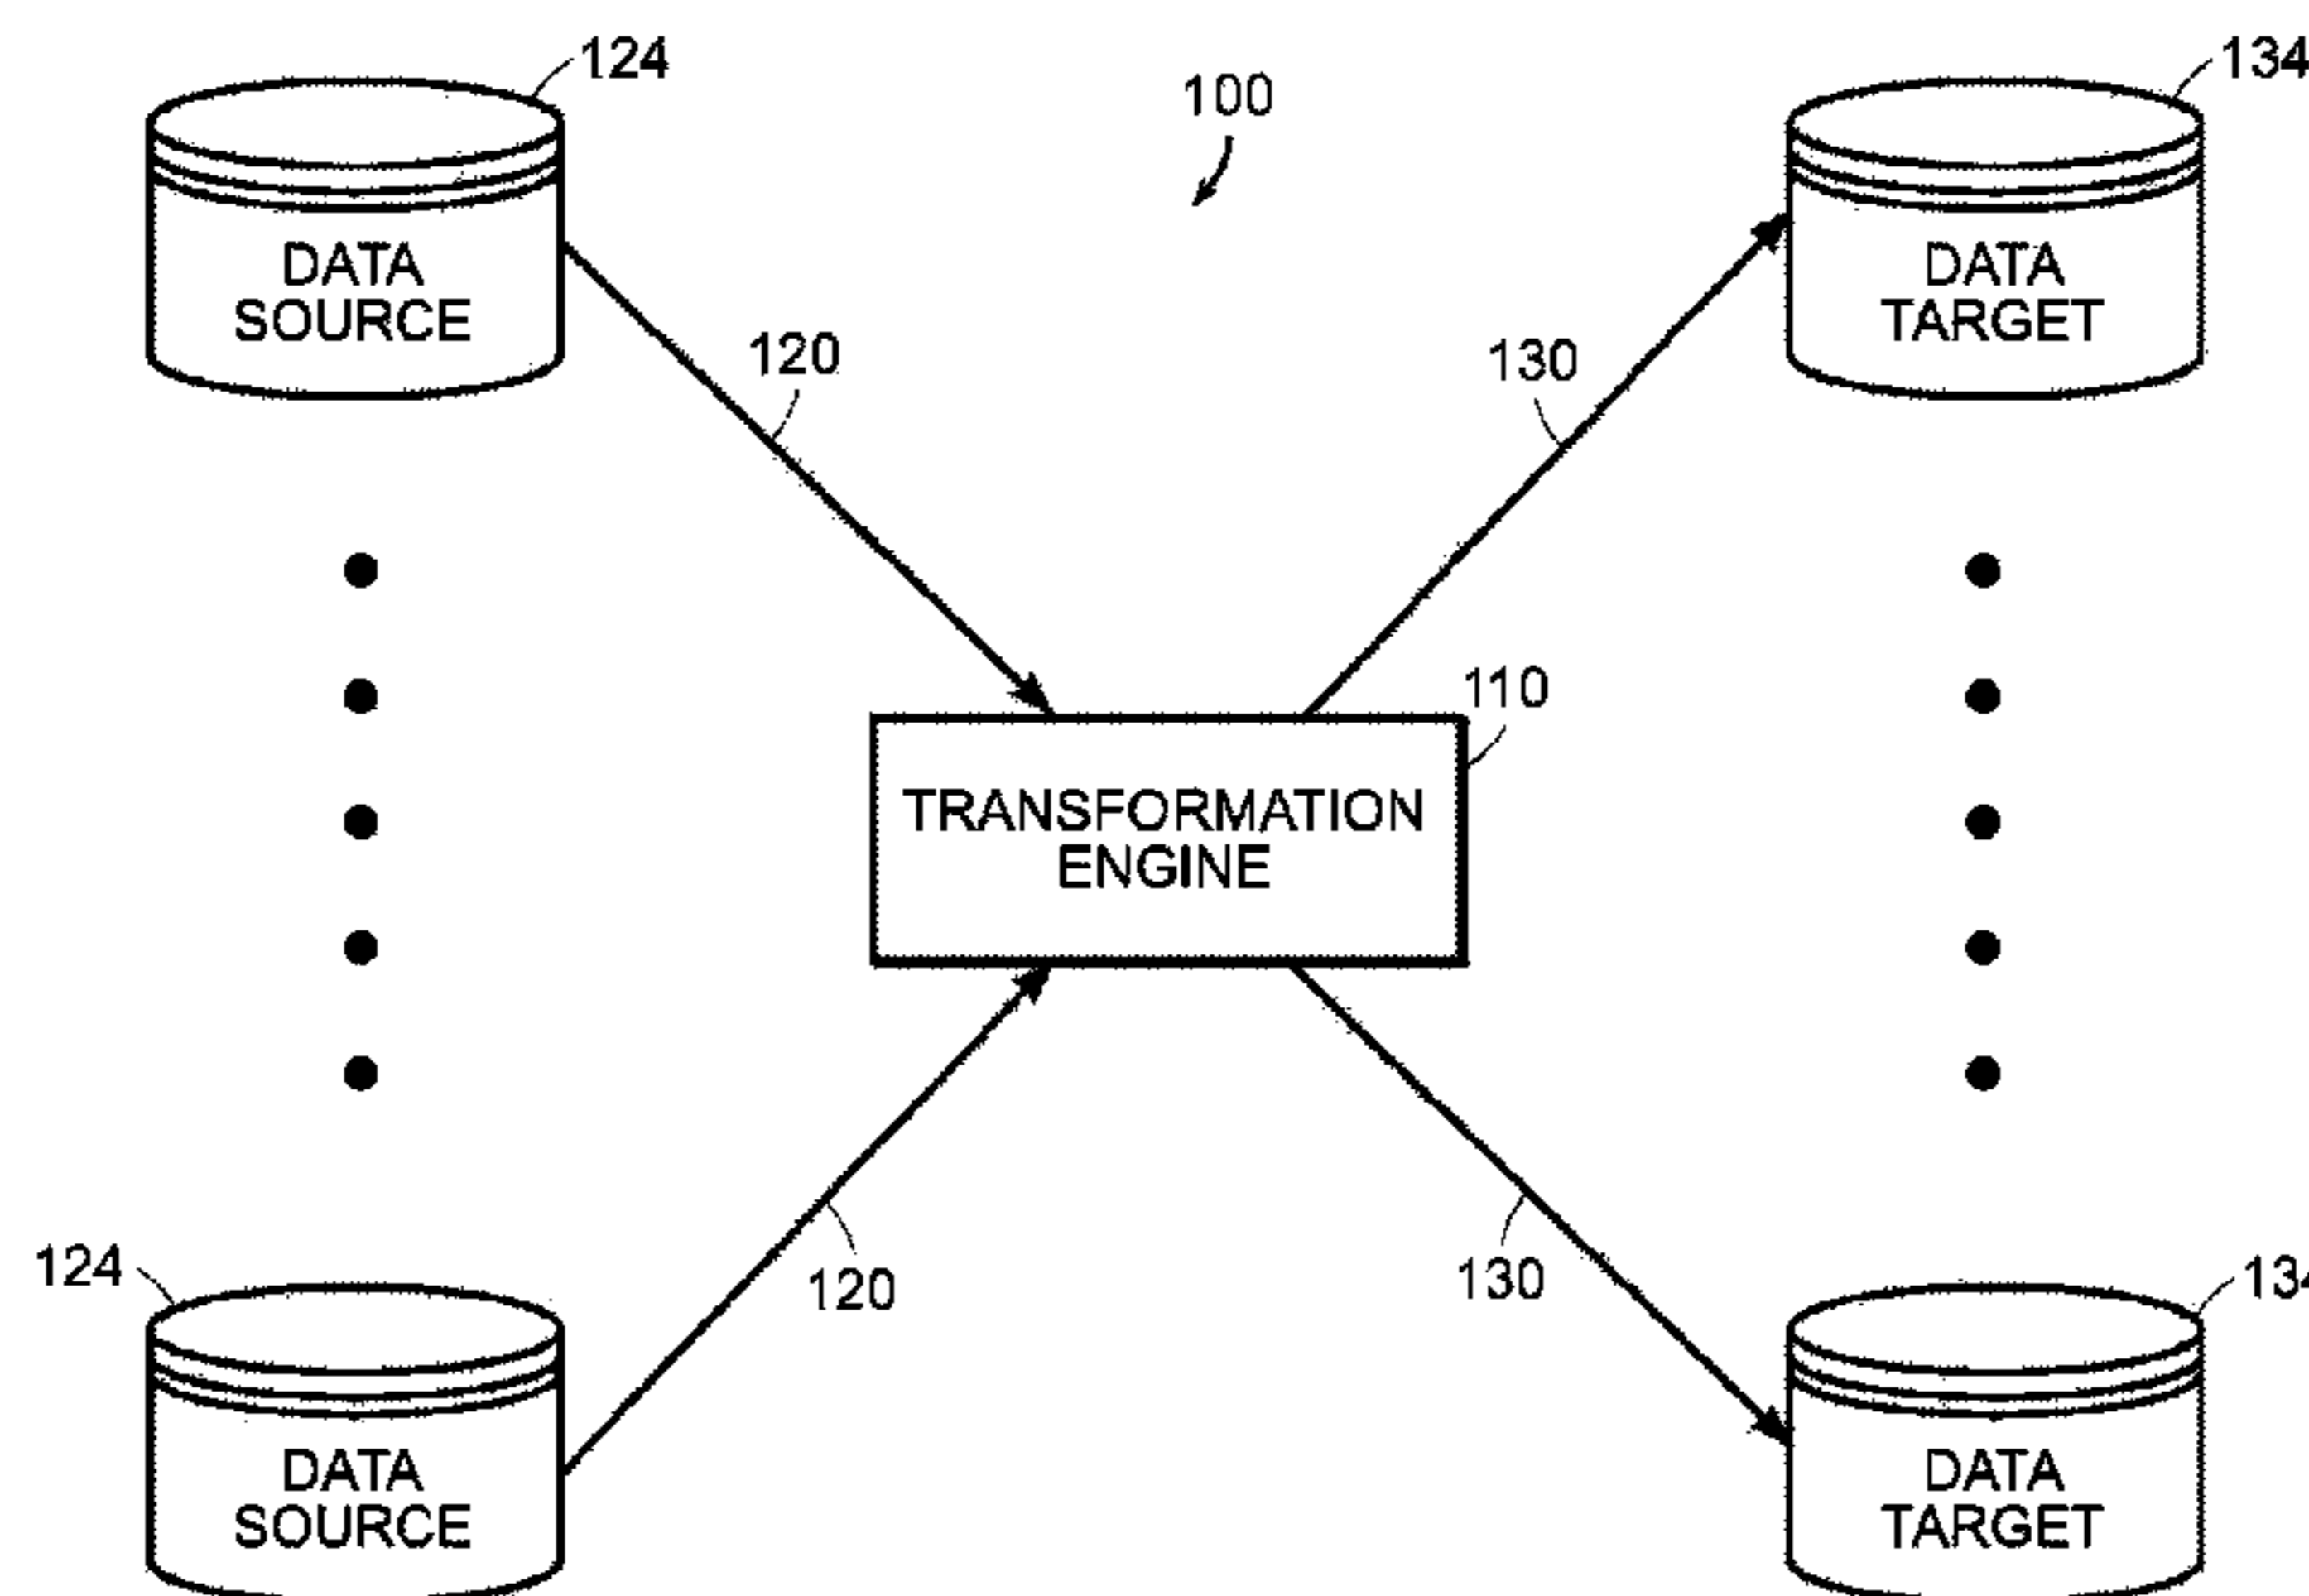 124
100
134
DATA
SOURCE
DATA
TARGET
120
130
110
TRANSFORMATION
ENGINE
124
120
130
134
DATA
SOURCE
DATA
TARGET